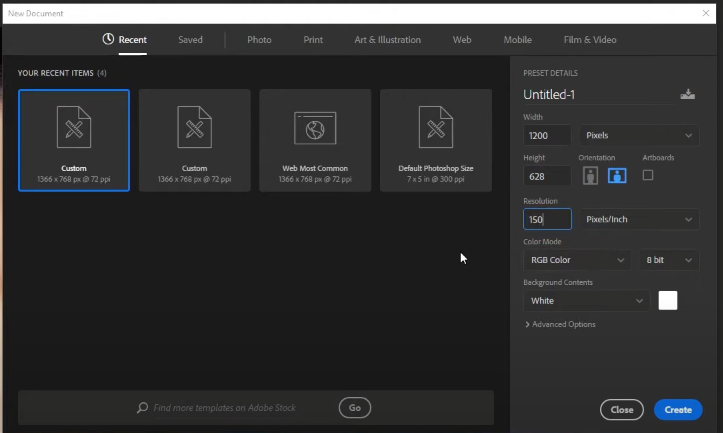 New Document
Recent Saved Photo Print Art & Illustration Web Mobile Film & Video
YOUR RECENT ITEMS (4)
Custom
1366 x 768 px @ 72 ppi
Custom
1366 x 768 px @ 72 ppi
Web Most Common
1366 x 768 px @ 72 ppi
Default Photoshop Size
7 x 5 in @ 300 ppi
Find more templates on Adobe Stock
Go
PRESET DETAILS
Untitled-1
Width
1200 Pixels
Height Orientation Artboards
628
Resolution
150 Pixels/Inch
Color Mode
RGB Color 8 bit
Background Contents
White
Advanced Options
Close Create